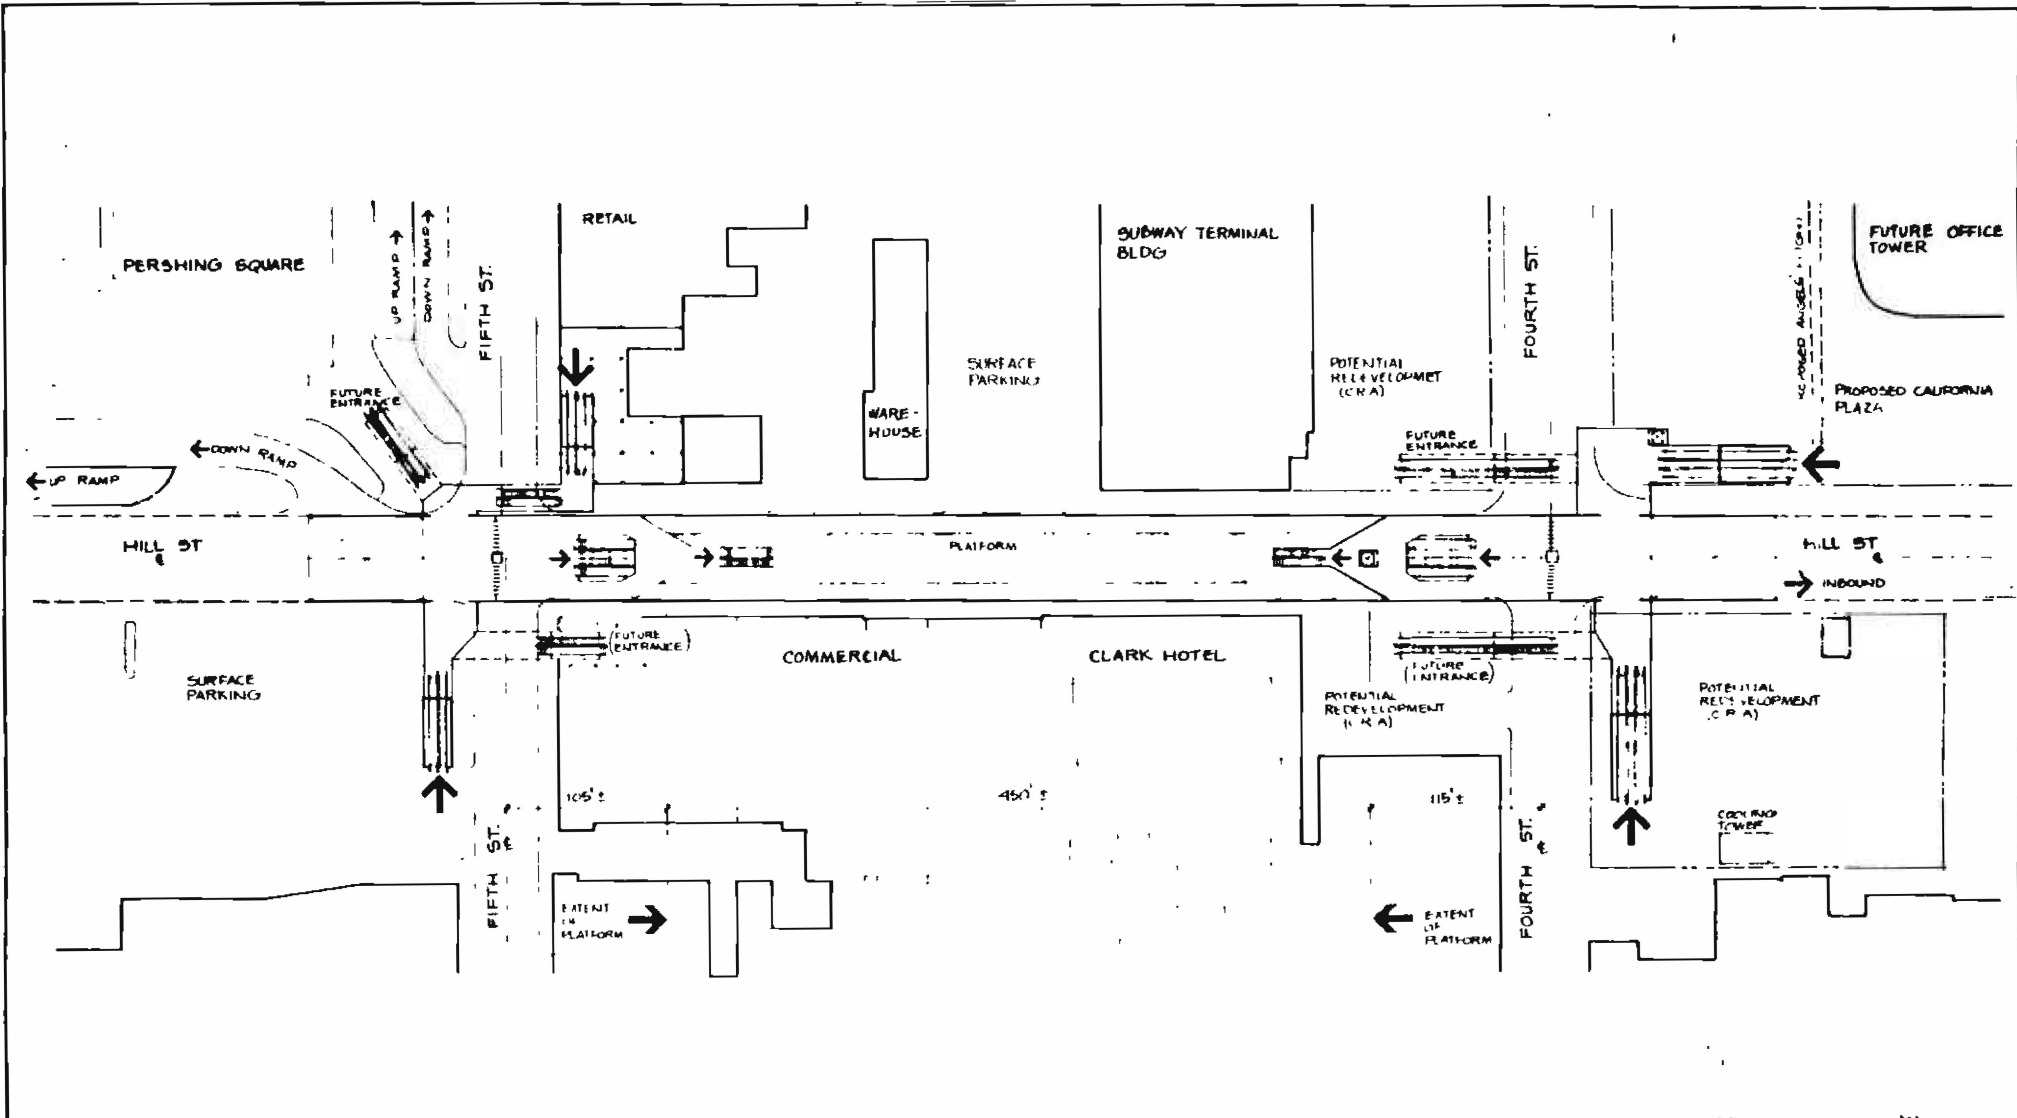 RETAIL
PERSHING SQUARE
UP RAMP
DOWN RAMP
FIFTH ST.
SUBWAY TERMINAL
BLDG
FOURTH ST.
FUTURE OFFICE
TOWER
FUTURE
ENTRANCE
SURFACE
PARKING
POTENTIAL
REDEVELOPMET
(CRA)
PROPOSED CALIFORNIA
PLAZA
WARE-
HOUSE
FUTURE
ENTRANCE
DOWN RAMP
UP RAMP
HILL ST
PLATFORM
HILL ST
INBOUND
(FUTURE
ENTRANCE)
COMMERCIAL
CLARK HOTEL
(FUTURE
ENTRANCE)
SURFACE
PARKING
POTENTIAL
REDEVELOPMENT
(C R A)
POTENTIAL
REDEVELOPMENT
(C R A)
105' ±
450' ±
115' ±
COOLING
TOWER
FIFTH ST.
FOURTH ST.
EXTENT
OF
PLATFORM
EXTENT
OF
PLATFORM